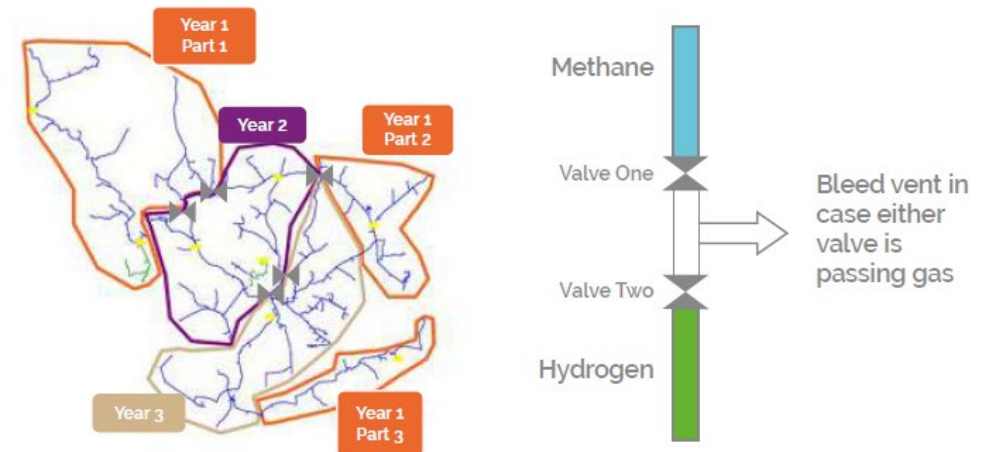 Year 1
Part 1
Year 2
Year 1
Part 2
Year 3
Year 1
Part 3
Methane
Valve One
Bleed vent in
case either
valve is
passing gas
Valve Two
Hydrogen